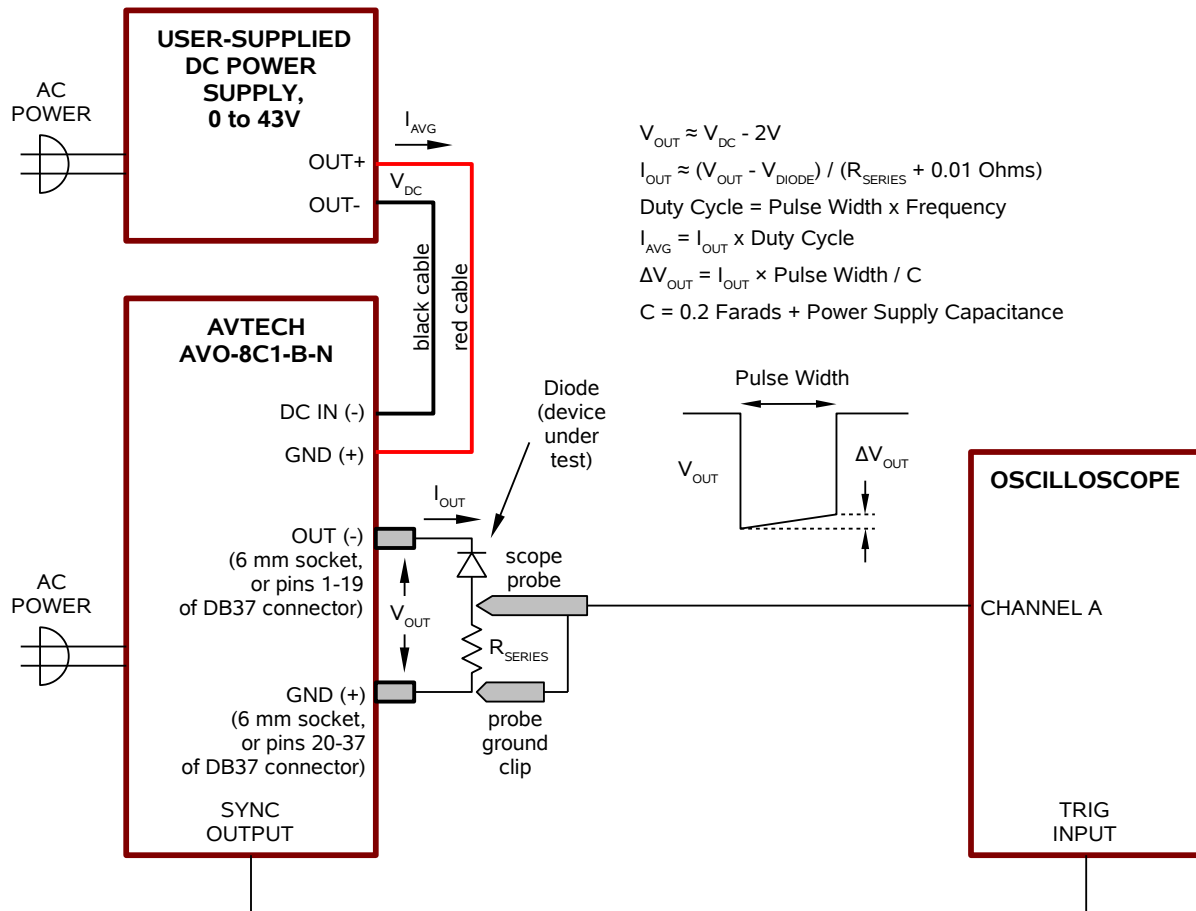 USER-SUPPLIED
DC POWER
SUPPLY,
0 to 43V
AC
POWER
I_AVG
OUT+
V_DC
OUT-
black cable
red cable
V_OUT ≈ V_DC - 2V
I_OUT ≈ (V_OUT - V_DIODE) / (R_SERIES + 0.01 Ohms)
Duty Cycle = Pulse Width x Frequency
I_AVG = I_OUT x Duty Cycle
ΔV_OUT = I_OUT × Pulse Width / C
C = 0.2 Farads + Power Supply Capacitance
AVTECH
AVO-8C1-B-N
DC IN (-)
GND (+)
Diode
(device
under
test)
Pulse Width
V_OUT
ΔV_OUT
OSCILLOSCOPE
I_OUT
OUT (-)
(6 mm socket,
or pins 1-19
of DB37 connector)
AC
POWER
V_OUT
scope
probe
CHANNEL A
R_SERIES
GND (+)
(6 mm socket,
or pins 20-37
of DB37 connector)
probe
ground
clip
SYNC
OUTPUT
TRIG
INPUT